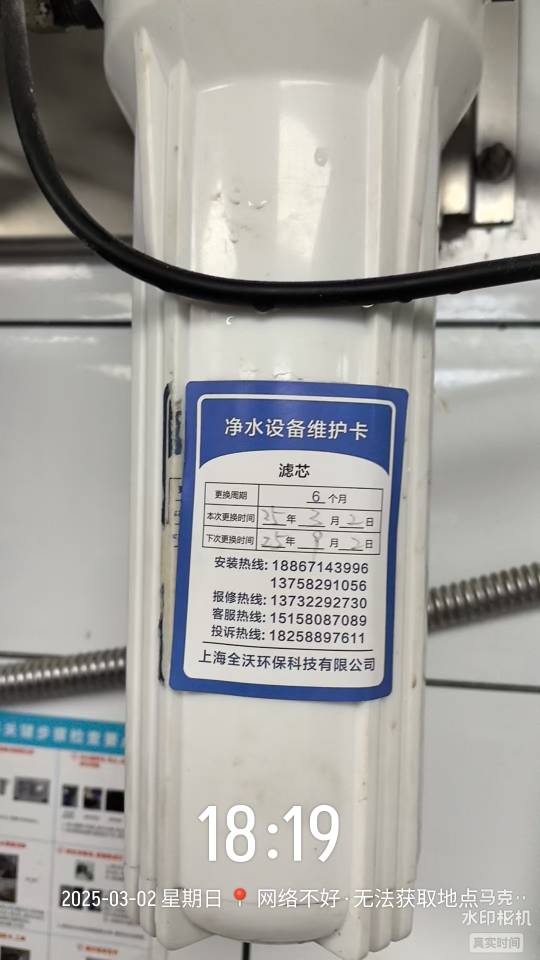 净水设备维护卡
滤芯
更换周期 6 个月
本次更换时间 25 年 3 月 2 日
下次更换时间 25 年 9 月 2 日
安装热线: 18867143996
13758291056
报修热线: 13732292730
客服热线: 15158087089
投诉热线: 18258897611
上海全沃环保科技有限公司
18:19
2025-03-02 星期日 📍 网络不好·无法获取地点马克··
水印相机
真实时间